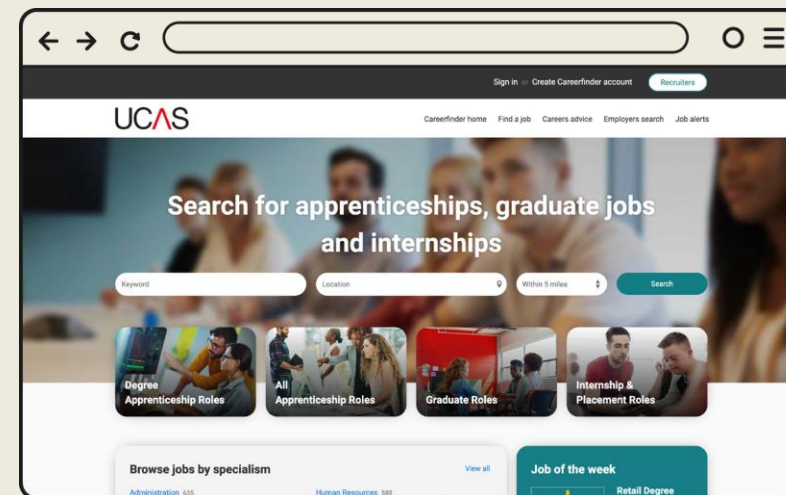 Sign in or Create Careerfinder account Recruiters
UCAS
Careerfinder home Find a job Careers advice Employers search Job alerts
Search for apprenticeships, graduate jobs
and internships
Keyword Location Within 5 miles Search
Degree
Apprenticeship Roles
All
Apprenticeship Roles
Graduate Roles
Internship &
Placement Roles
Browse jobs by specialism View all
Administration 635 Human Resources 588
Job of the week
Retail Degree